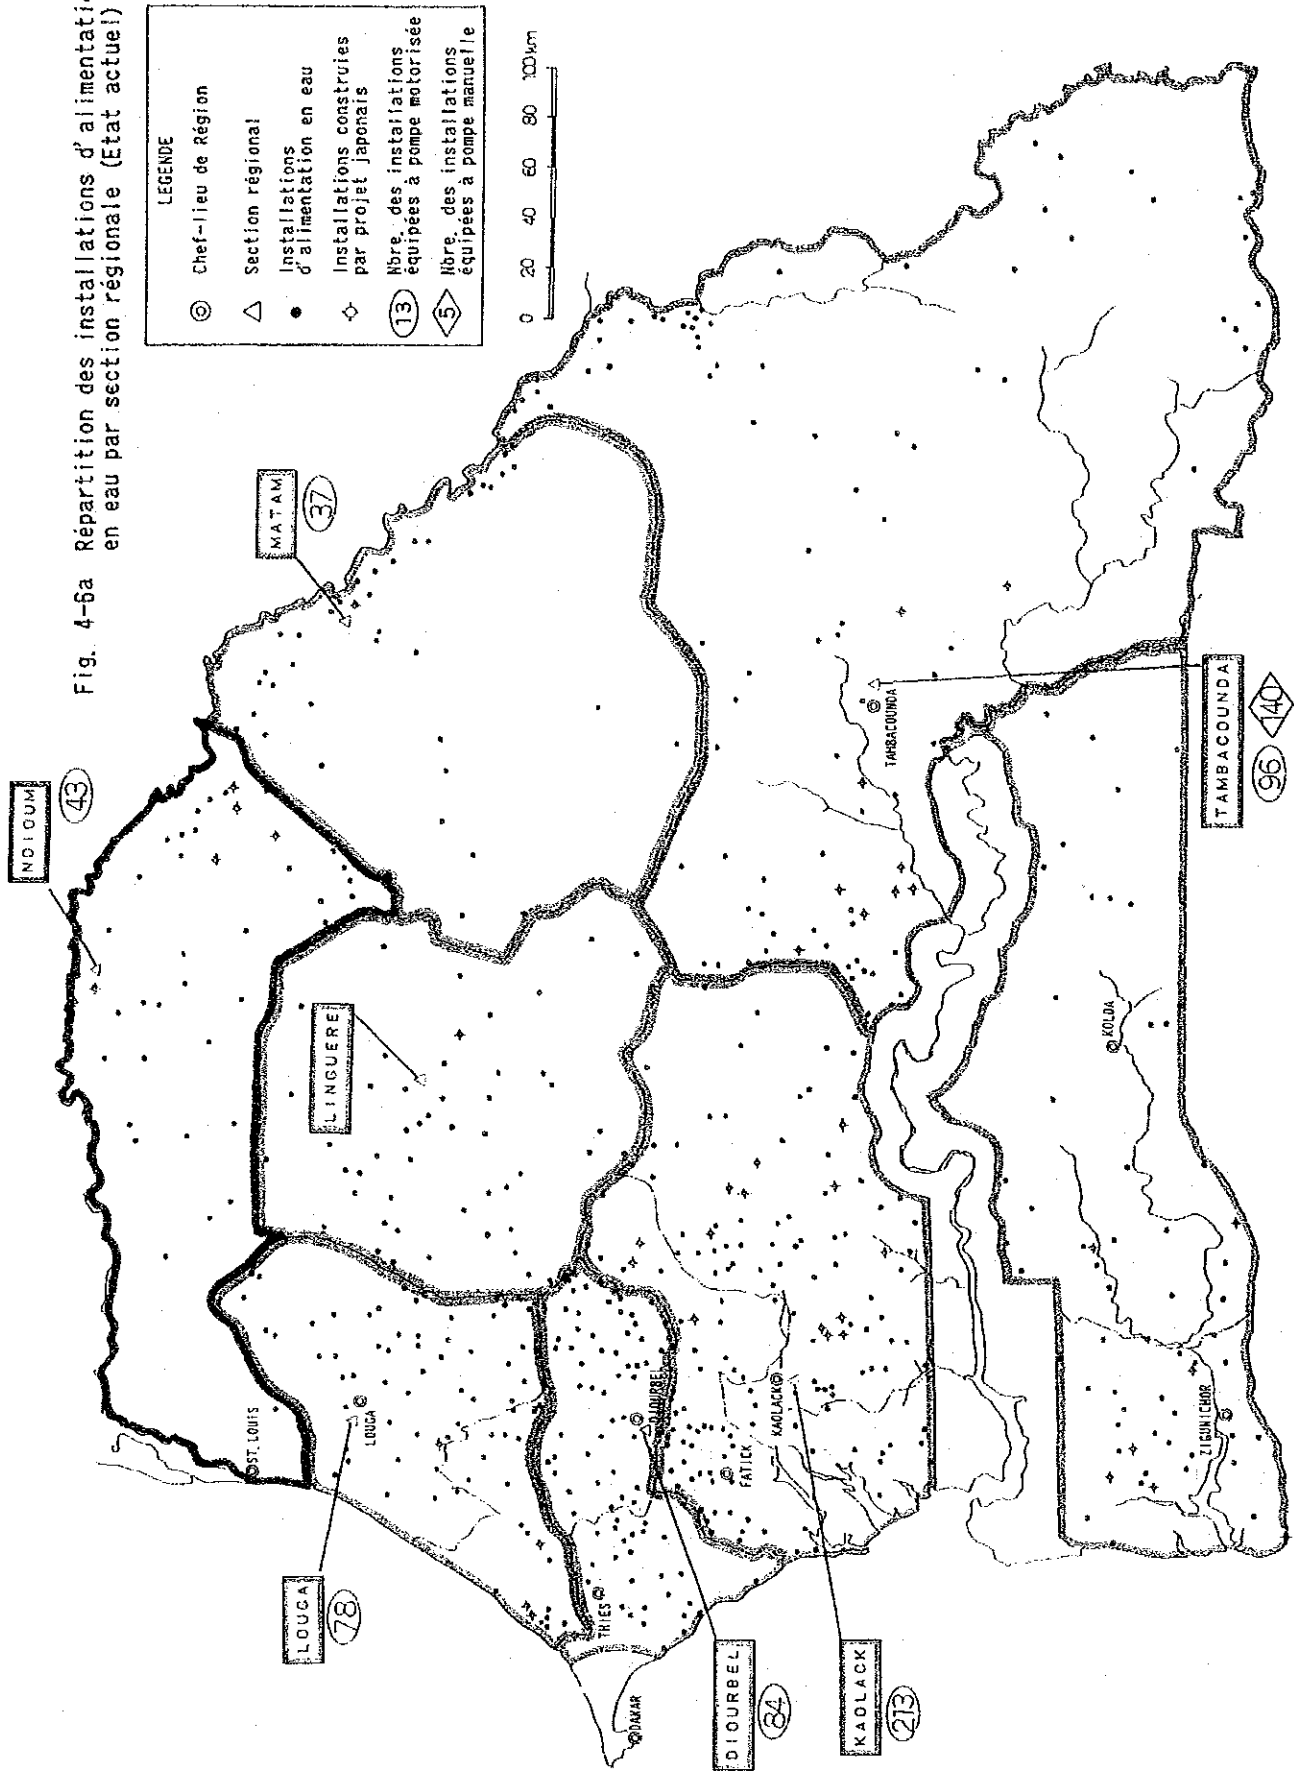 Fig. 4-6a Répartition des installations d'alimentati
en eau par section régionale (Etat actuel)
LEGENDE
Chef-lieu de Région
Section régional
Installations
d'alimentation en eau
Installations construies
par projet japonais
13
Nbre. des installations
équipées à pompe motorisée
5
Nbre. des installations
équipées à pompe manuelle
0 20 40 60 80 100km
NDIOUM
43
MATAM
37
LINGUERE
ST.LOUIS
LOUGA
LOUGA
78
THIES
DAKAR
DIOURBEL
DIOURBEL
84
FATICK
KAOLACK
KAOLACK
213
TAMBACOUNDA
TAMBACOUNDA
96 140
KOLDA
ZIGUNICHOR